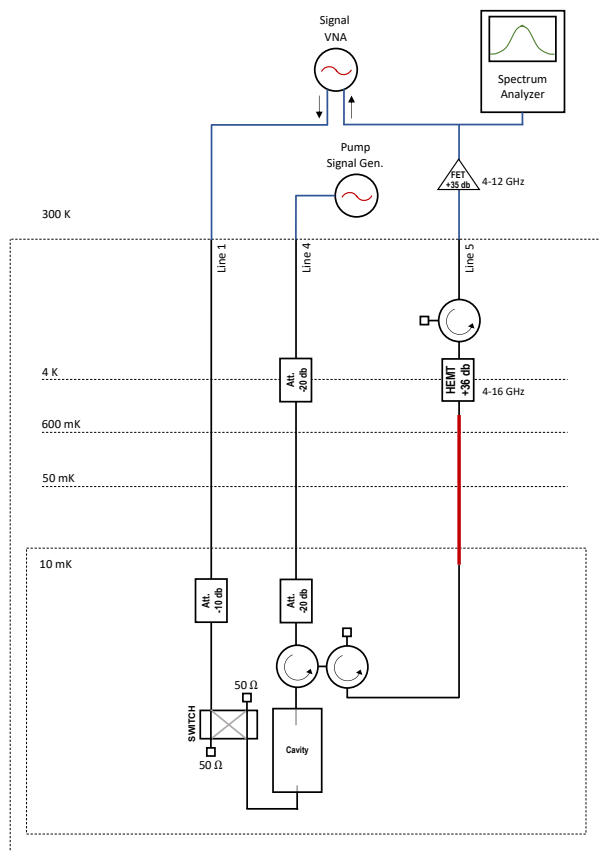 Signal
VNA
Spectrum
Analyzer
Pump
Signal Gen.
FET
+35 db
4-12 GHz
300 K
Line 1
Line 4
Line 5
4 K
Att.
-20 db
HEMT
+36 db
4-16 GHz
600 mK
50 mK
10 mK
Att.
-10 db
Att.
-20 db
50 Ω
SWITCH
Cavity
50 Ω